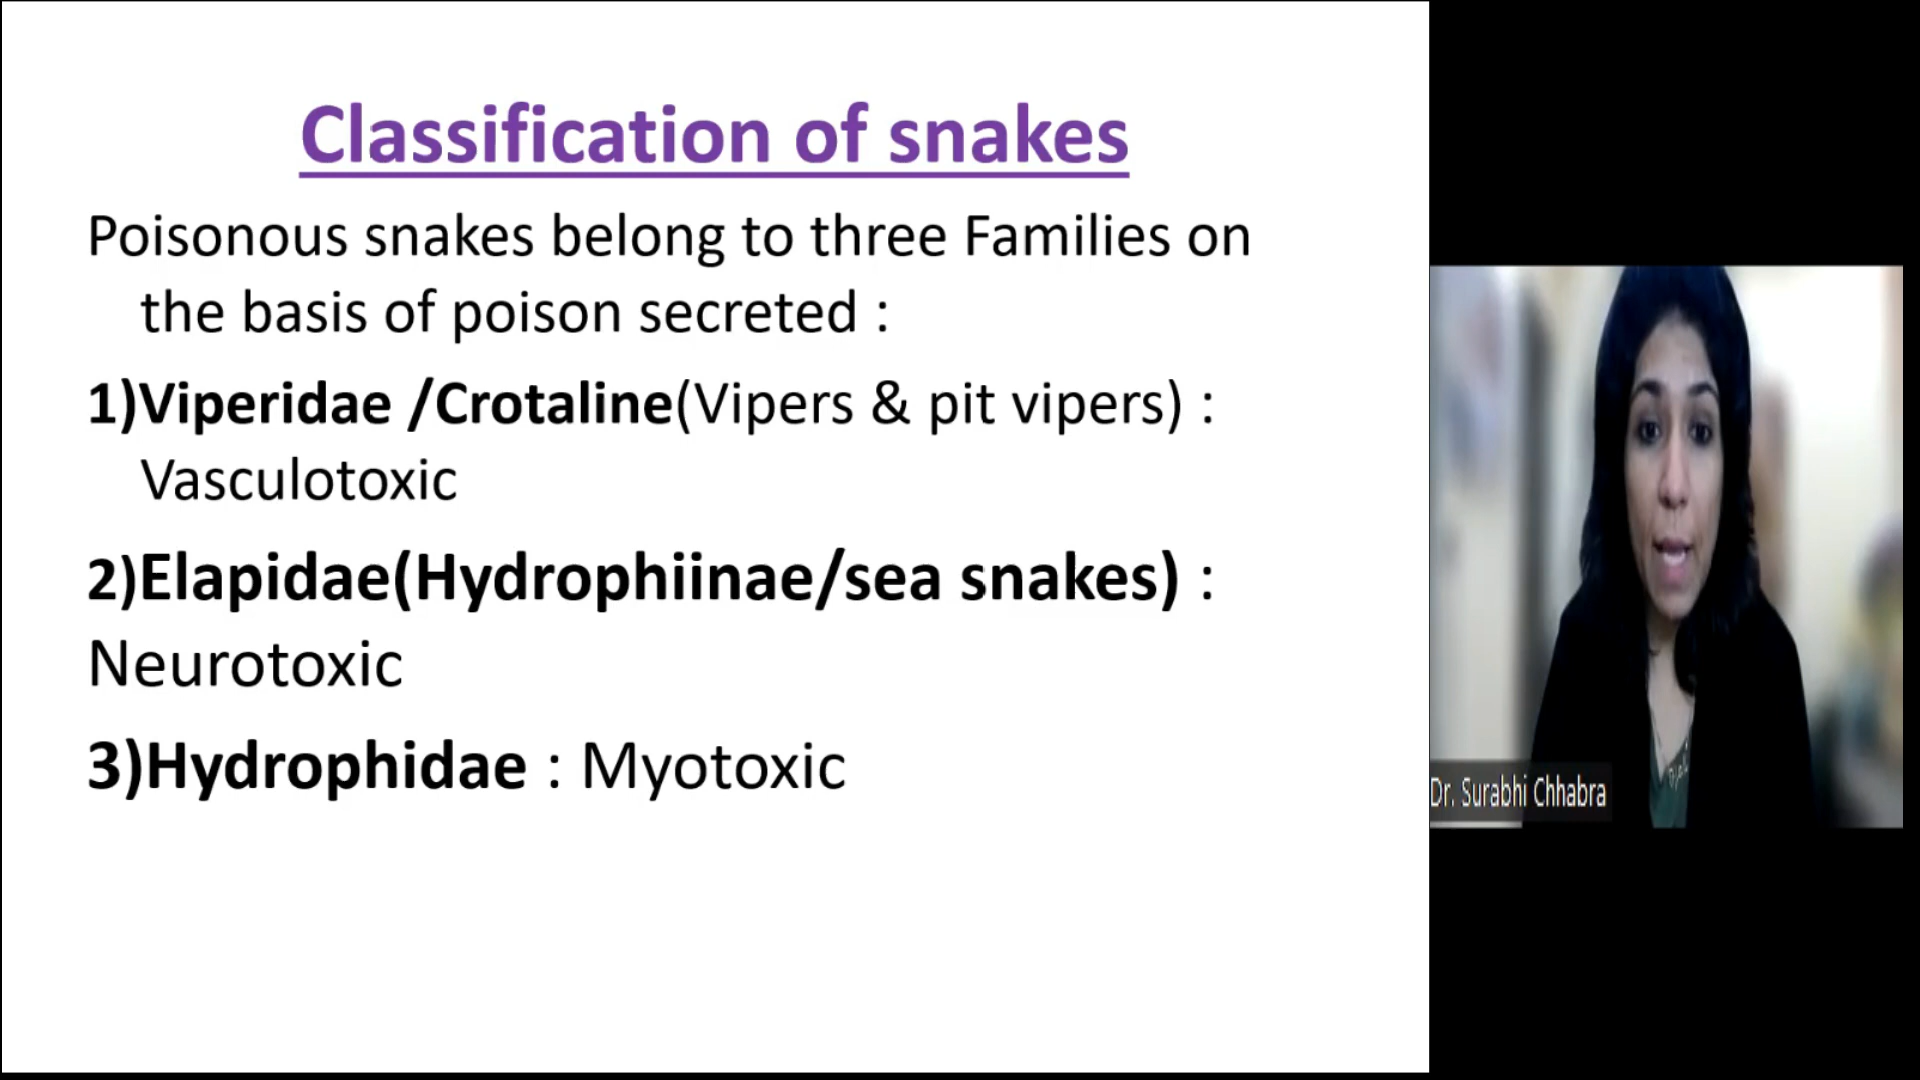 Classification of snakes
Poisonous snakes belong to three Families on
the basis of poison secreted :
1)Viperidae /Crotaline(Vipers & pit vipers) :
Vasculotoxic
2)Elapidae(Hydrophiinae/sea snakes) :
Neurotoxic
3)Hydrophidae : Myotoxic
Dr. Surabhi Chhabra